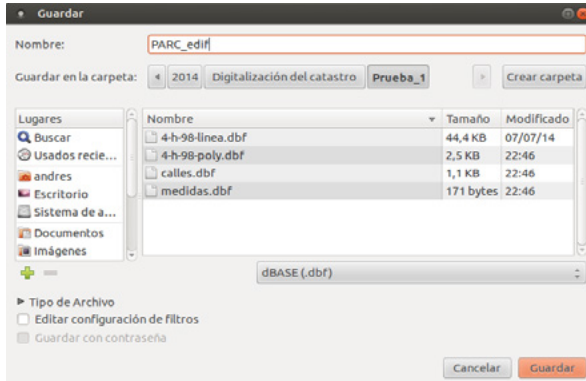 Guardar
Nombre: PARC_edif
Guardar en la carpeta: 2014 Digitalización del catastro Prueba_1 Crear carpeta
Lugares Nombre Tamaño Modificado
Buscar 4-h-98-linea.dbf 44,4 KB 07/07/14
Usados recie... 4-h-98-poly.dbf 2,5 KB 22:46
andres calles.dbf 1,1 KB 22:46
Escritorio medidas.dbf 171 bytes 22:46
Sistema de a...
Documentos
Imágenes
dBASE (.dbf)
Tipo de Archivo
Editar configuración de filtros
Guardar con contraseña
Cancelar Guardar